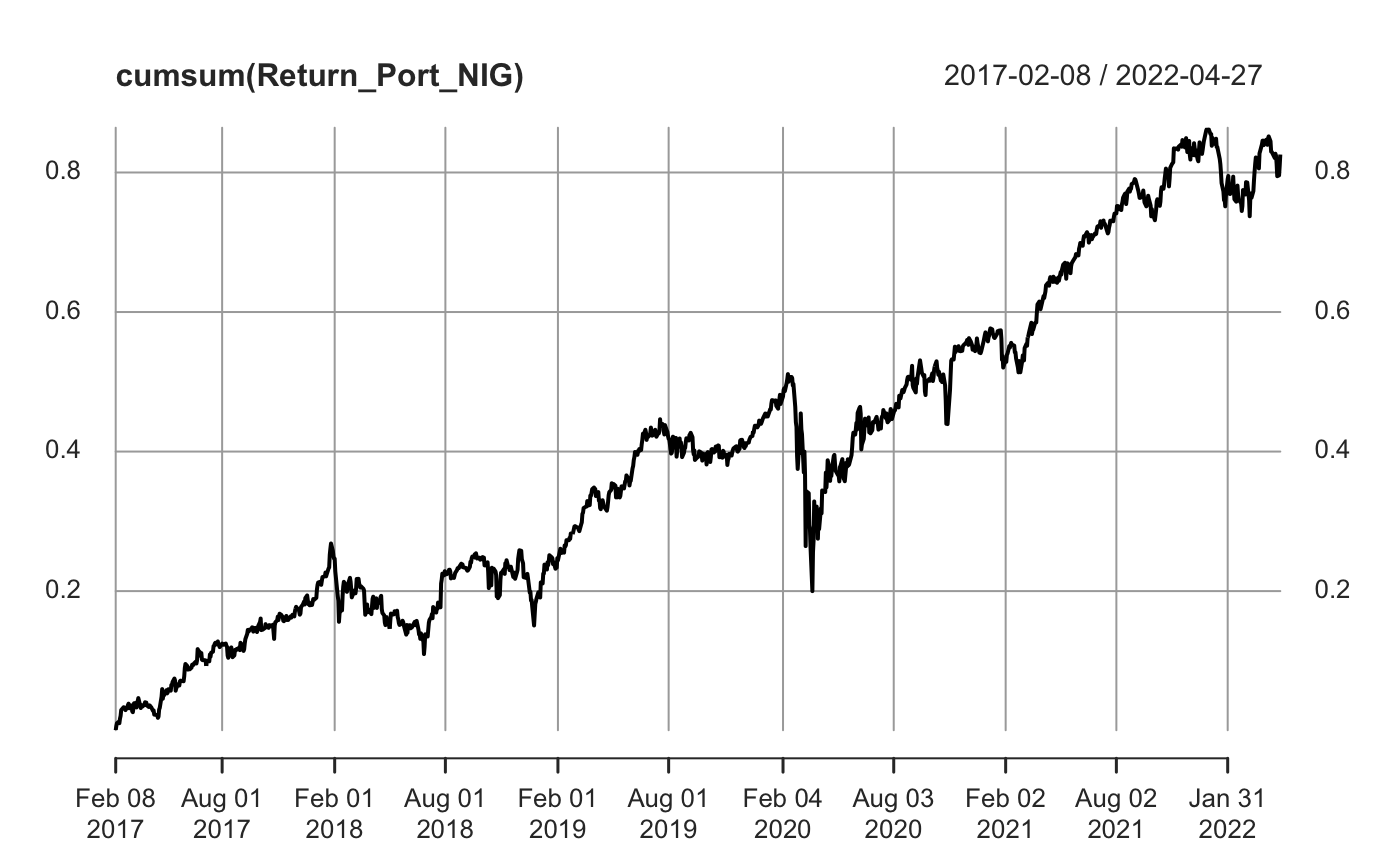 cumsum(Return_Port_NIG) 2017-02-08 / 2022-04-27
0.8 0.8
0.6 0.6
0.4 0.4
0.2 0.2
Feb 08 Aug 01 Feb 01 Aug 01 Feb 01 Aug 01 Feb 04 Aug 03 Feb 02 Aug 02 Jan 31
2017 2017 2018 2018 2019 2019 2020 2020 2021 2021 2022